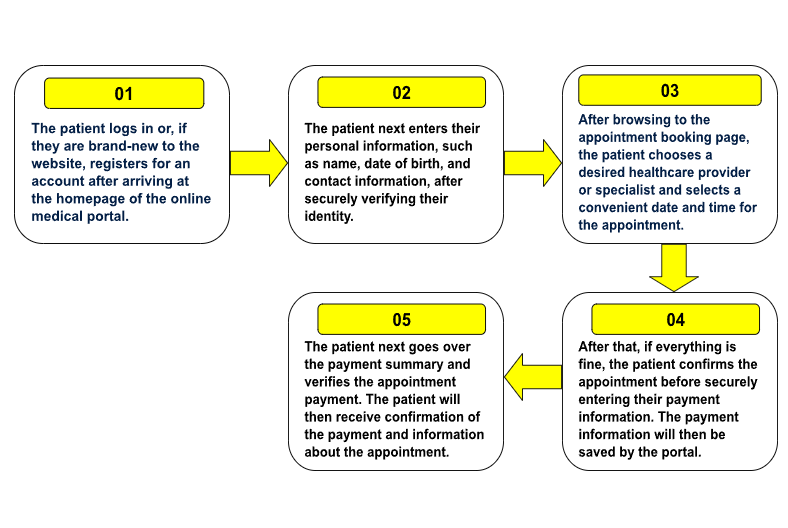 01
The patient logs in or, if
they are brand-new to the
website, registers for an
account after arriving at
the homepage of the online
medical portal.
02
The patient next enters their
personal information, such
as name, date of birth, and
contact information, after
securely verifying their
identity.
03
After browsing to the
appointment booking page,
the patient chooses a
desired healthcare provider
or specialist and selects a
convenient date and time for
the appointment.
04
After that, if everything is
fine, the patient confirms the
appointment before securely
entering their payment
information. The payment
information will then be
saved by the portal.
05
The patient next goes over
the payment summary and
verifies the appointment
payment. The patient will
then receive confirmation of
the payment and information
about the appointment.